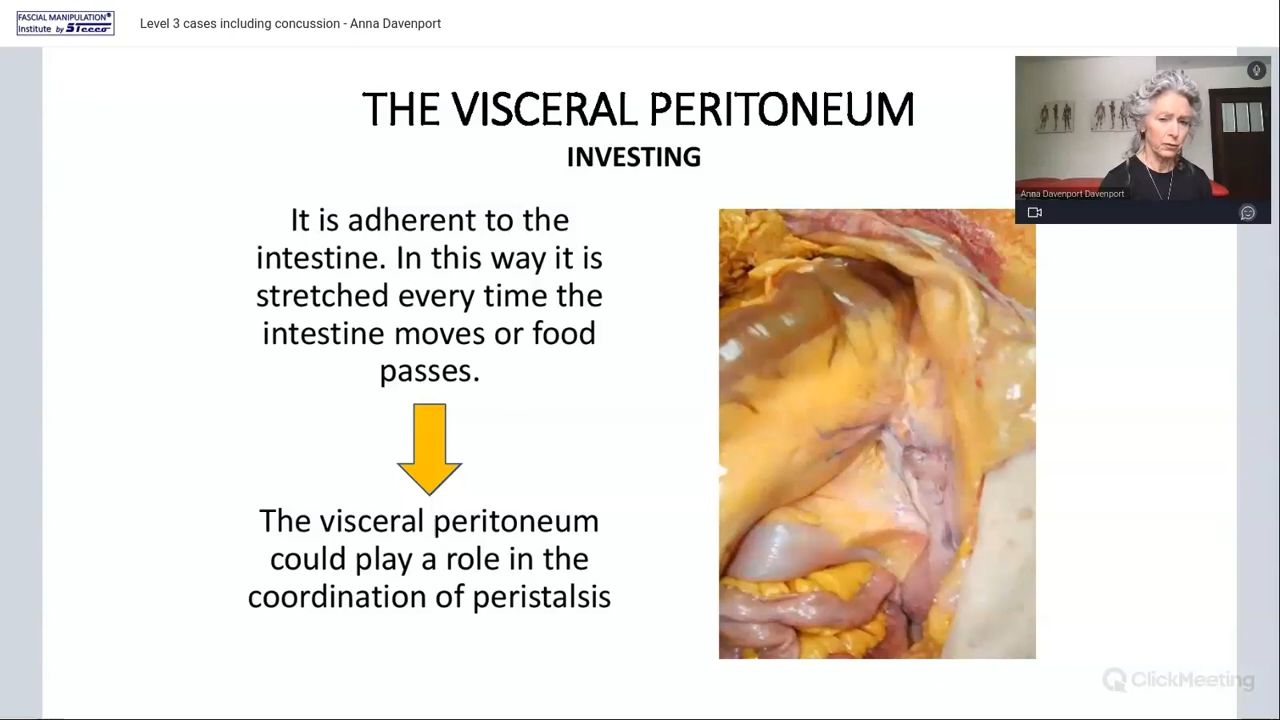 FASCIAL MANIPULATION®
Institute by Stecco
Level 3 cases including concussion - Anna Davenport
THE VISCERAL PERITONEUM
INVESTING
It is adherent to the
intestine. In this way it is
stretched every time the
intestine moves or food
passes.
The visceral peritoneum
could play a role in the
coordination of peristalsis
Anna Davenport Davenport
ClickMeeting